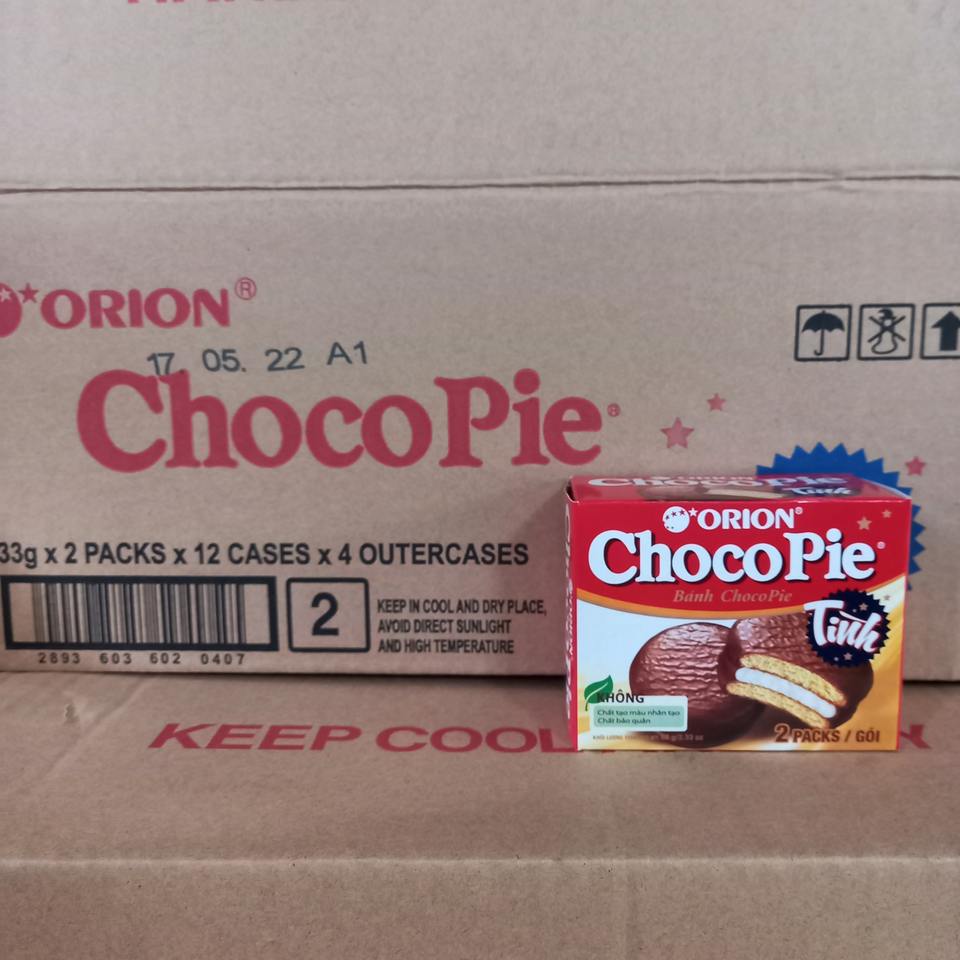 ORION®
17 05. 22 A1
ChocoPie®
33g x 2 PACKS x 12 CASES x 4 OUTERCASES
2
KEEP IN COOL AND DRY PLACE,
AVOID DIRECT SUNLIGHT
AND HIGH TEMPERATURE
2893 603 602 0407
KEEP COOL
ChocoPie
Tình
ORION®
ChocoPie®
Bánh ChocoPie
Tình
KHÔNG
Chất tạo màu nhân tạo
Chất bảo quản
2 PACKS / GÓI